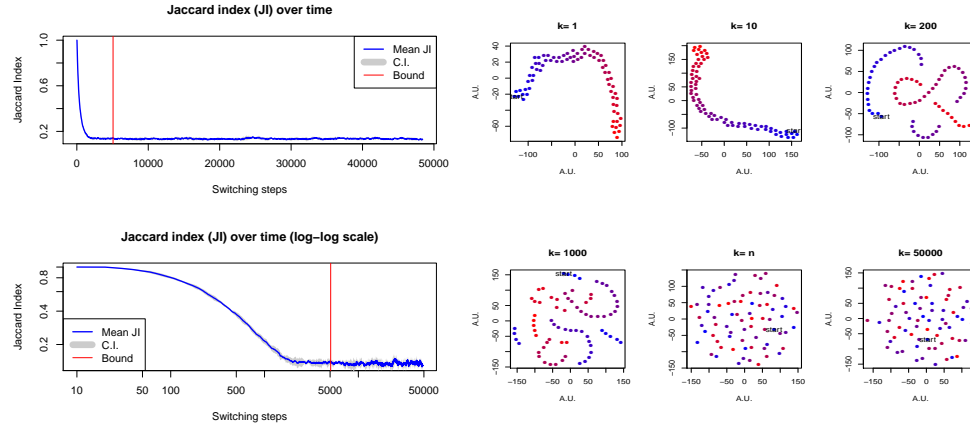 Jaccard index (JI) over time
Jaccard Index
1.0
0.6
0.2
Mean JI
C.I.
Bound
0 10000 20000 30000 40000 50000
Switching steps
Jaccard index (JI) over time (log−log scale)
Jaccard Index
0.8
0.4
0.2
Mean JI
C.I.
Bound
10 50 100 500 5000 50000
Switching steps
k= 1
A.U.
40
20
0
−20
−60
start
−100 −50 0 50 100
A.U.
k= 10
A.U.
200
150
100
50
0
−100
start
−50 0 50 100 150
A.U.
k= 200
A.U.
100
50
0
−50
−100
start
−100 −50 0 50 100
A.U.
k= 1000
A.U.
150
50
0
−50
−150
start
−150 −50 0 50 100 150
A.U.
k= n
A.U.
150
50
0
−50
−150
start
−150 −50 0 50 100 150
A.U.
k= 50000
A.U.
150
50
0
−50
−150
start
−150 −50 0 50 100 150
A.U.